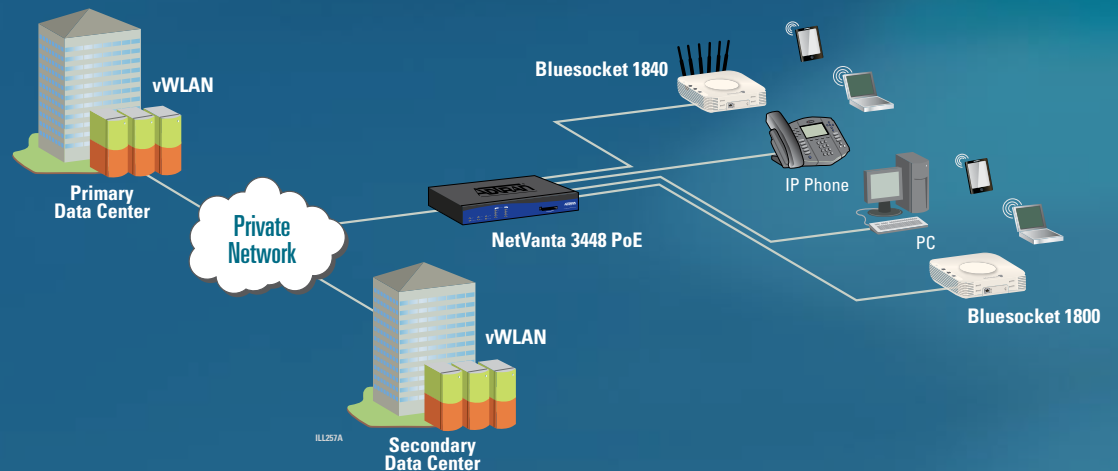 vWLAN
Primary
Data Center
Private
Network
NetVanta 3448 PoE
Bluesocket 1840
IP Phone
PC
Bluesocket 1800
vWLAN
Secondary
Data Center
ILL257A